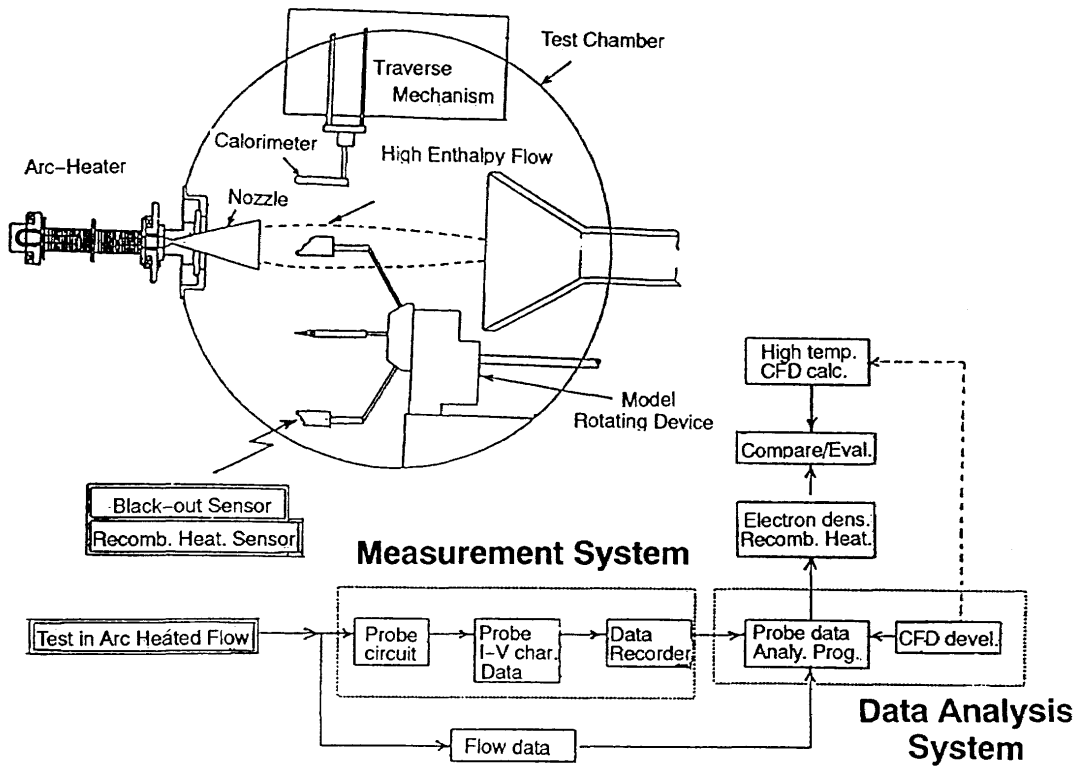 Test Chamber
Traverse
Mechanism
Calorimeter
High Enthalpy Flow
Arc-Heater
Nozzle
Model
Rotating Device
High temp.
CFD calc.
Compare/Eval.
Black-out Sensor
Recomb. Heat. Sensor
Electron dens.
Recomb. Heat.
Measurement System
Test in Arc Heated Flow
Probe
circuit
Probe
I-V char.
Data
Data
Recorder
Probe data
Analy. Prog.
CFD devel.
Flow data
Data Analysis
System